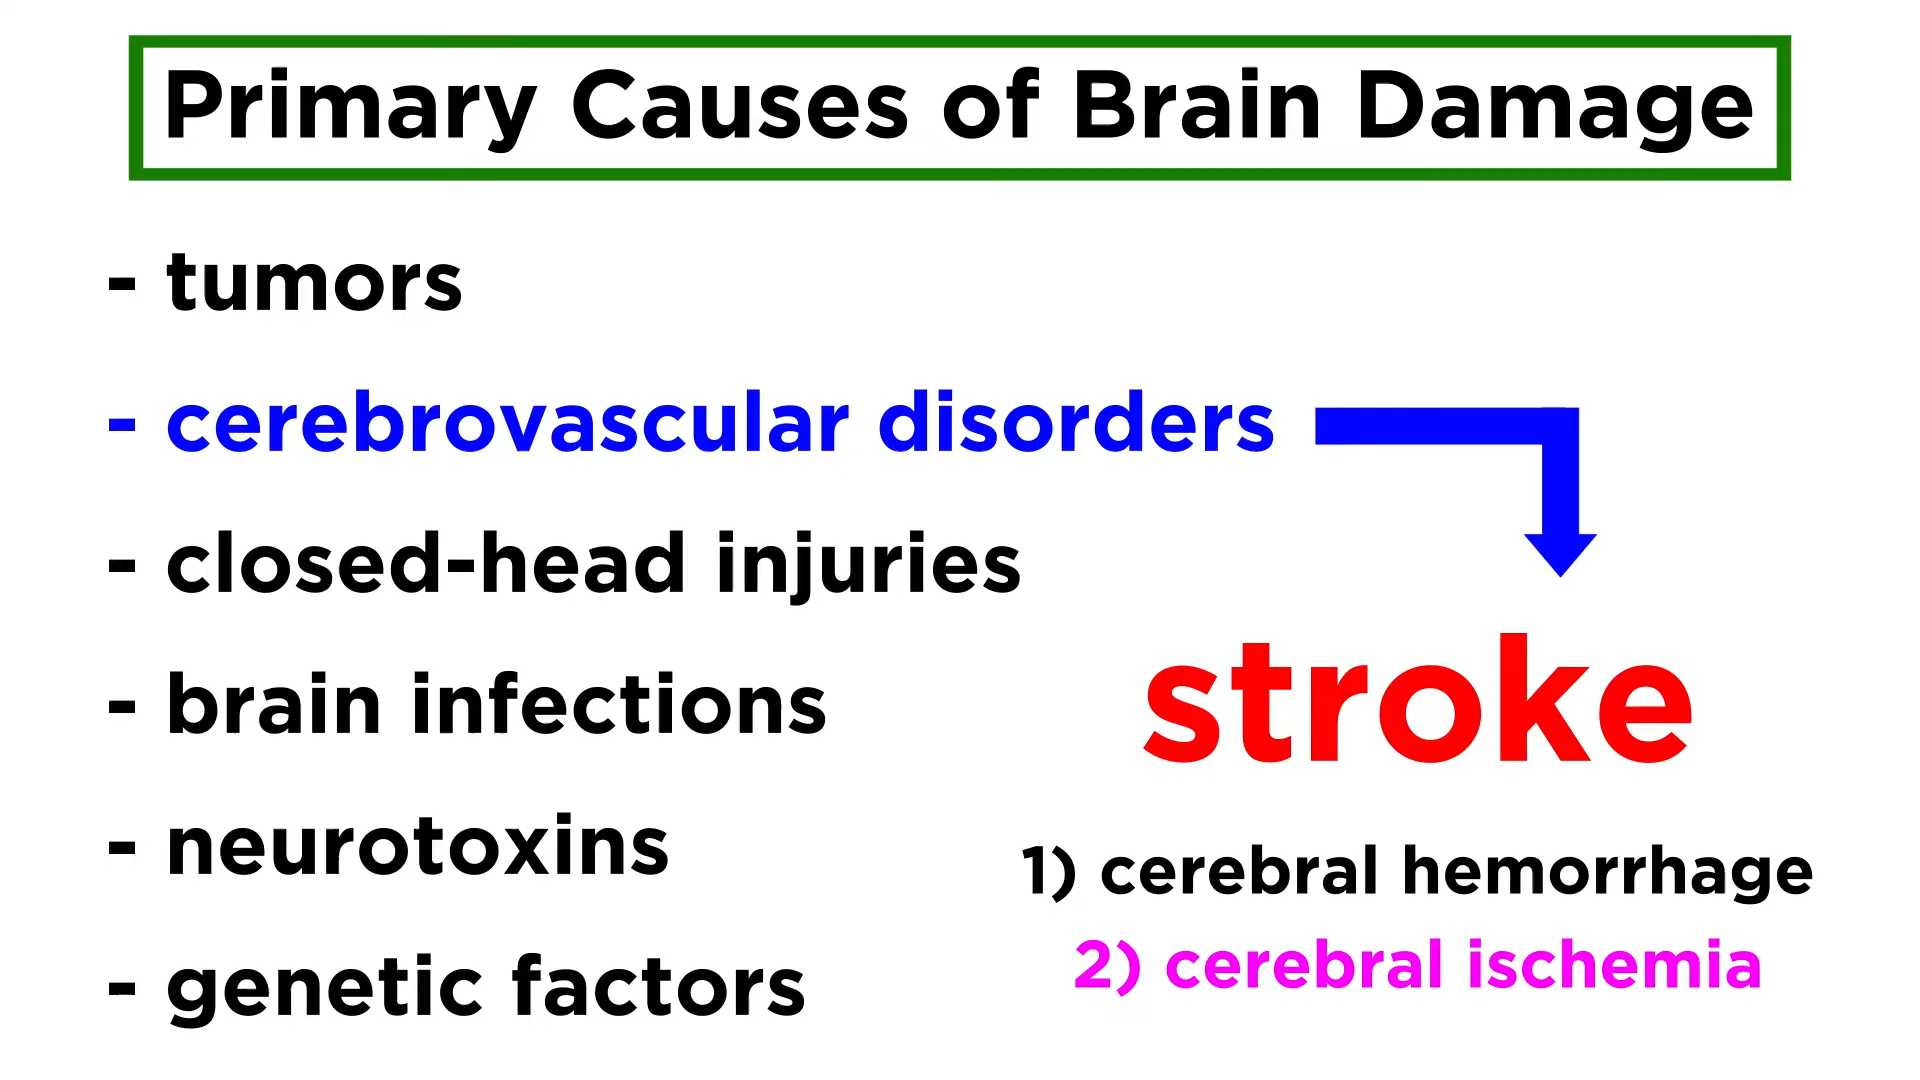 Primary Causes of Brain Damage
- tumors
- cerebrovascular disorders
- closed-head injuries
- brain infections
- neurotoxins
- genetic factors
stroke
1) cerebral hemorrhage
2) cerebral ischemia